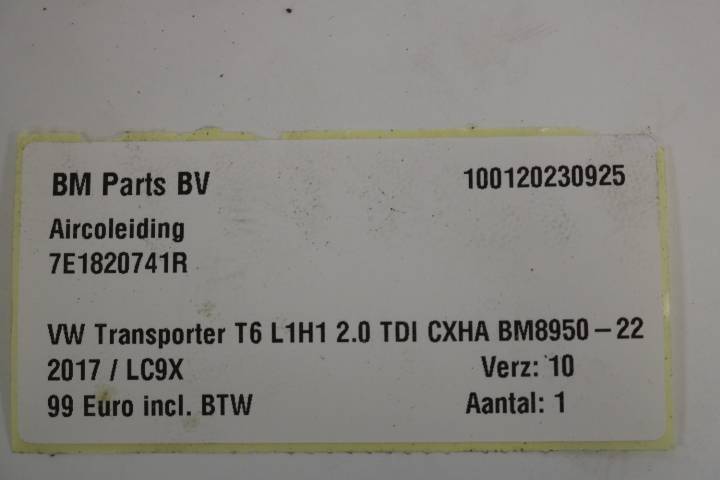 BM Parts BV 100120230925
Aircoleiding
7E1820741R
VW Transporter T6 L1H1 2.0 TDI CXHA BM8950-22
2017 / LC9X Verz: 10
99 Euro incl. BTW Aantal: 1